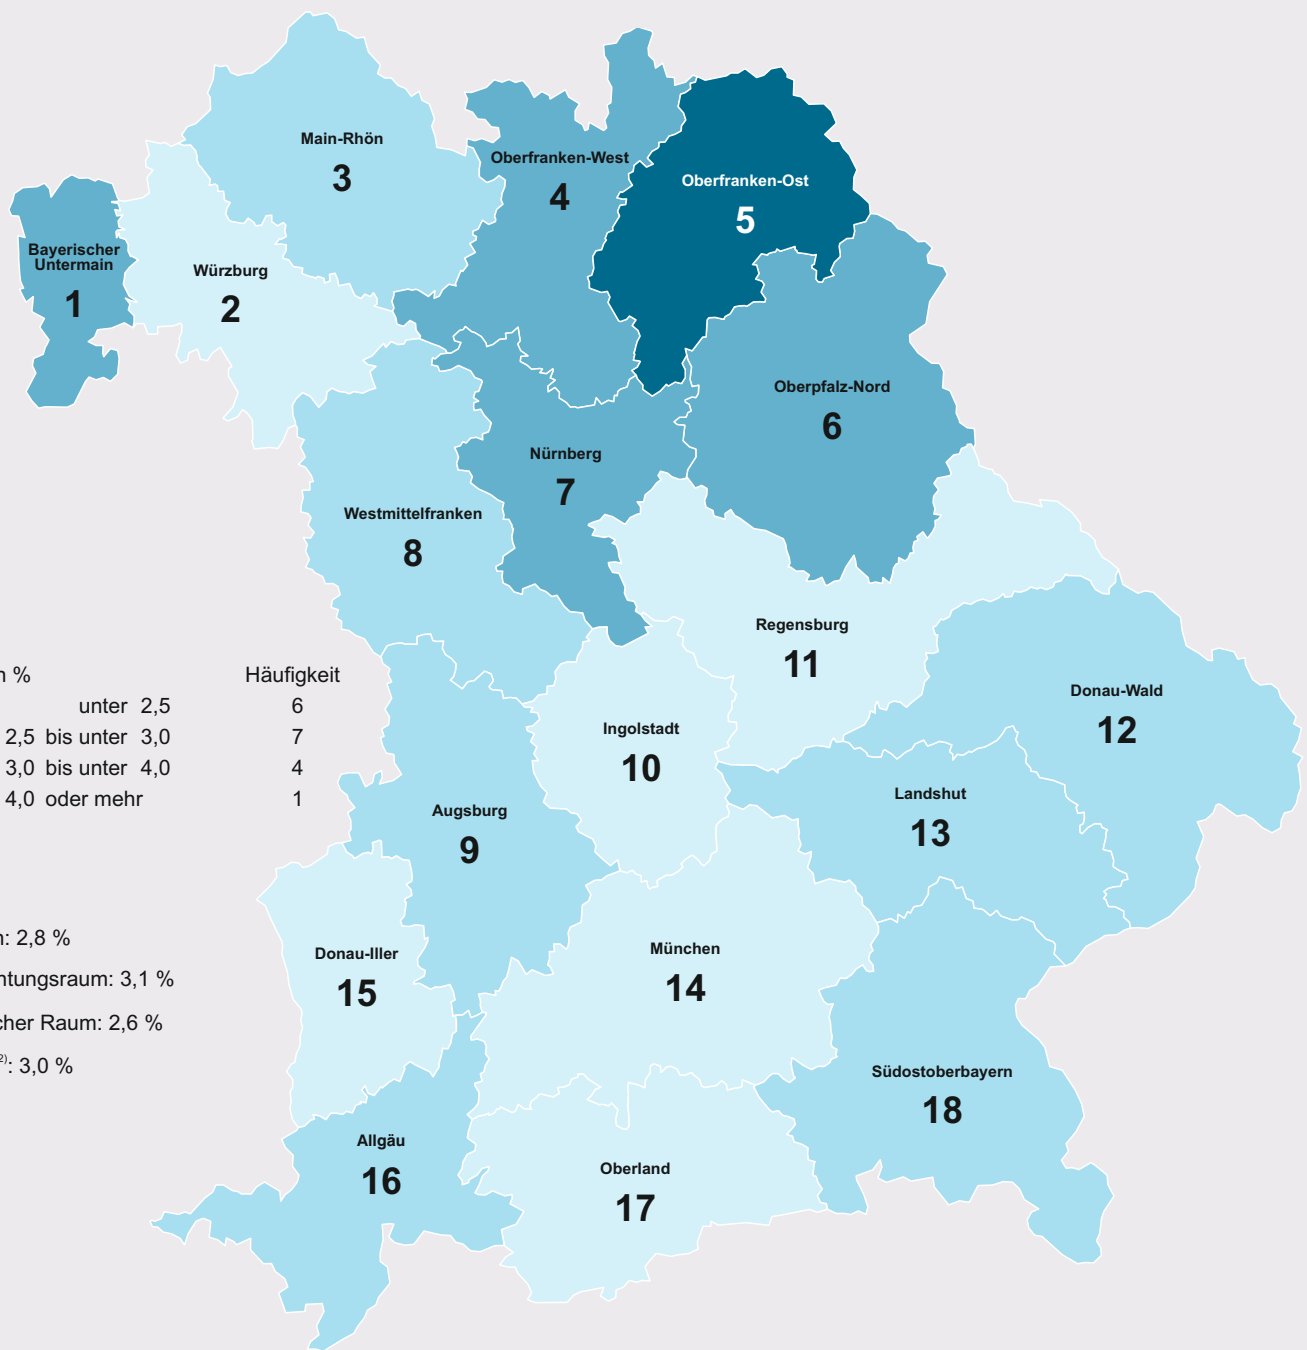 Main-Rhön
3
Oberfranken-West
4
Oberfranken-Ost
5
Bayerischer
Untermain
1
Würzburg
2
Oberpfalz-Nord
6
Nürnberg
7
Westmittelfranken
8
Regensburg
11
Donau-Wald
12
Ingolstadt
10
Landshut
13
Augsburg
9
München
14
Donau-Iller
15
Südostoberbayern
18
Allgäu
16
Oberland
17
n % Häufigkeit
unter 2,5 6
2,5 bis unter 3,0 7
3,0 bis unter 4,0 4
4,0 oder mehr 1
: 2,8 %
htungsraum: 3,1 %
cher Raum: 2,6 %
2): 3,0 %